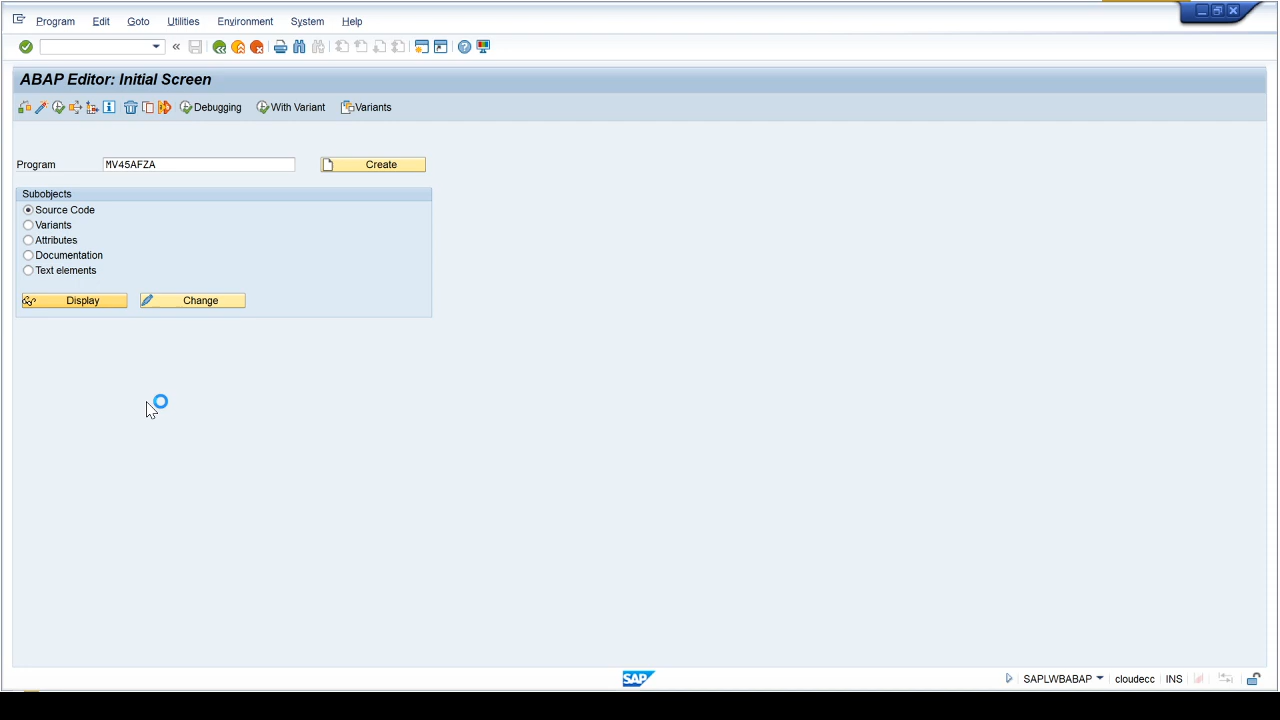 Program Edit Goto Utilities Environment System Help
ABAP Editor: Initial Screen
Debugging With Variant Variants
Program MV45AFZA Create
Subobjects
Source Code
Variants
Attributes
Documentation
Text elements
Display Change
SAP SAPLWBABAP cloudecc INS